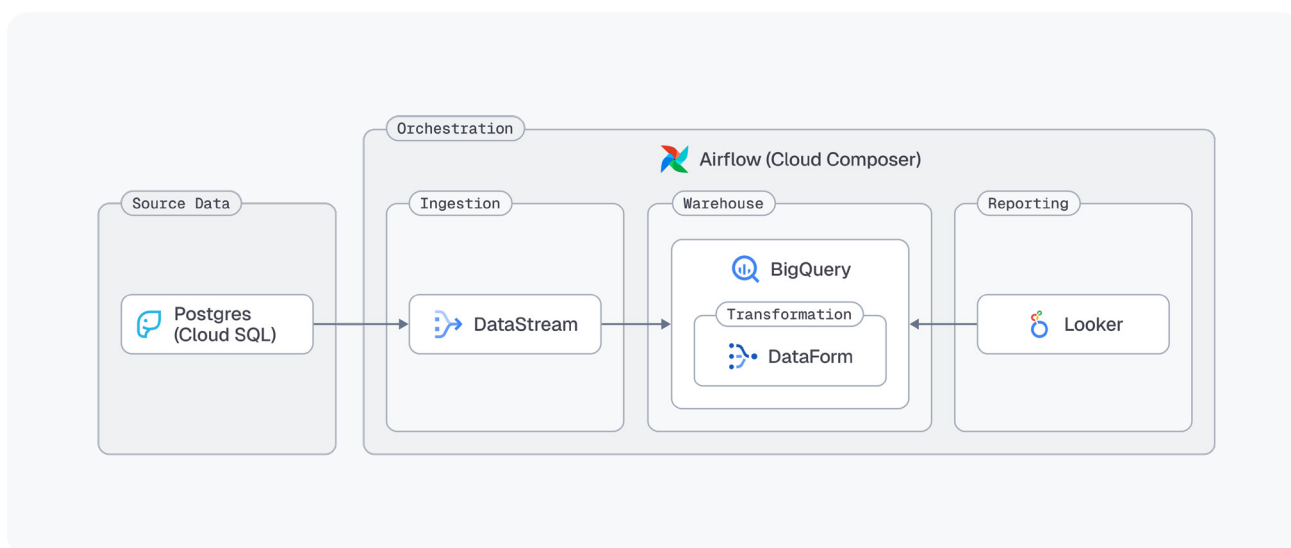 Orchestration
Airflow (Cloud Composer)
Source Data
Ingestion
Warehouse
Reporting
Postgres
(Cloud SQL)
DataStream
BigQuery
Transformation
DataForm
Looker